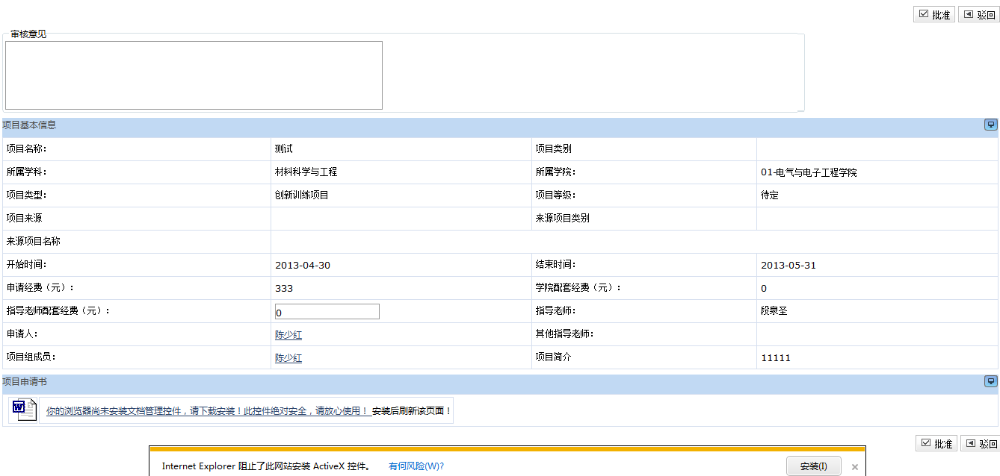 批准 驳回
审核意见
项目基本信息
项目名称: 测试 项目类别
所属学科: 材料科学与工程 所属学院: 01-电气与电子工程学院
项目类型: 创新训练项目 项目等级: 待定
项目来源 来源项目类别
来源项目名称
开始时间: 2013-04-30 结束时间: 2013-05-31
申请经费（元）: 333 学院配套经费（元）: 0
指导老师配套经费（元）: 0 指导老师: 段泉圣
申请人: 陈少红 其他指导老师:
项目组成员: 陈少红 项目简介 11111
项目申请书
你的浏览器尚未安装文档管理控件，请下载安装！此控件绝对安全，请放心使用！ 安装后刷新该页面！
批准 驳回
Internet Explorer 阻止了此网站安装 ActiveX 控件。 有何风险(W)? 安装(I)